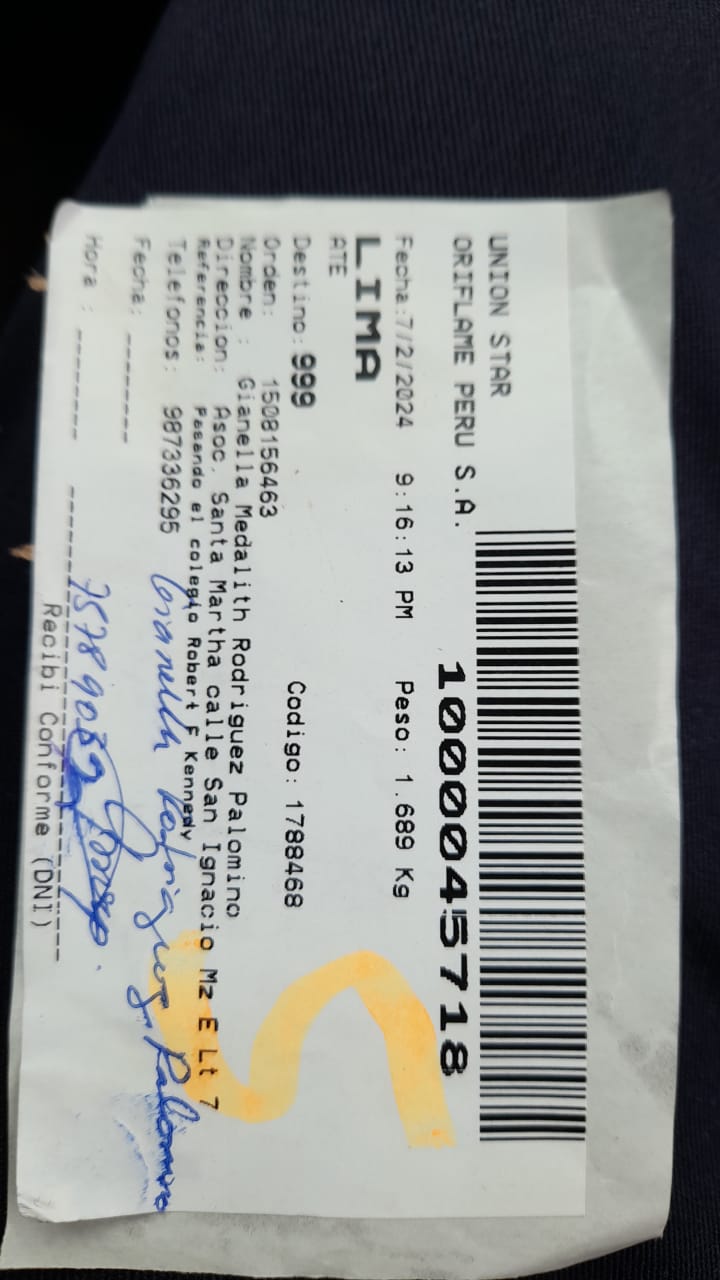 UNION STAR
ORIFLAME PERU S.A.
10000045718
Fecha:7/2/2024 9:16:13 PM Peso: 1.689 Kg
LIMA
ATE
Destino: 999 Codigo: 1788468
Orden: 1508156463
Nombre : Gianella Medalith Rodriguez Palomino
Direccion: Asoc. Santa Martha calle San Ignacio Mz E Lt 7
Referencia: Pasando el colegio Robert F Kennedy
Telefonos: 987336295
Gianella Rodriguez Palomino
Fecha: --------
Hora : --------
Recibi Conforme (DNI)